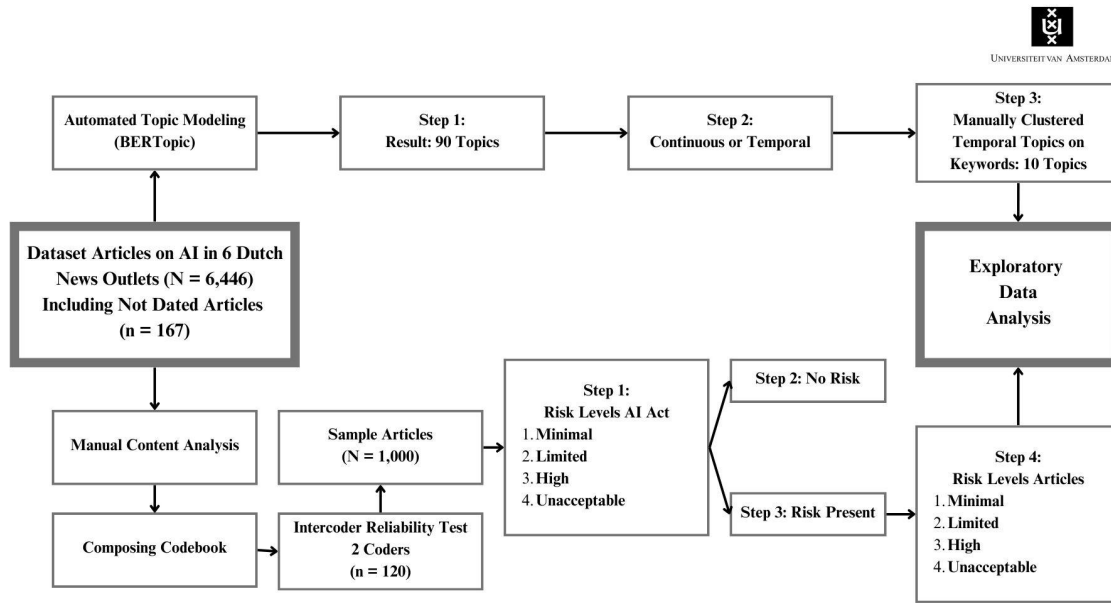 UNIVERSITEIT VAN AMSTERDA
Automated Topic Modeling
(BERTopic)
Step 1:
Result: 90 Topics
Step 2:
Continuous or Temporal
Step 3:
Manually Clustered
Temporal Topics on
Keywords: 10 Topics
Dataset Articles on AI in 6 Dutch
News Outlets (N = 6,446)
Including Not Dated Articles
(n = 167)
Exploratory
Data
Analysis
Manual Content Analysis
Composing Codebook
Sample Articles
(N = 1,000)
Intercoder Reliability Test
2 Coders
(n = 120)
Step 1:
Risk Levels AI Act
1. Minimal
2. Limited
3. High
4. Unacceptable
Step 2: No Risk
Step 3: Risk Present
Step 4:
Risk Levels Articles
1. Minimal
2. Limited
3. High
4. Unacceptable